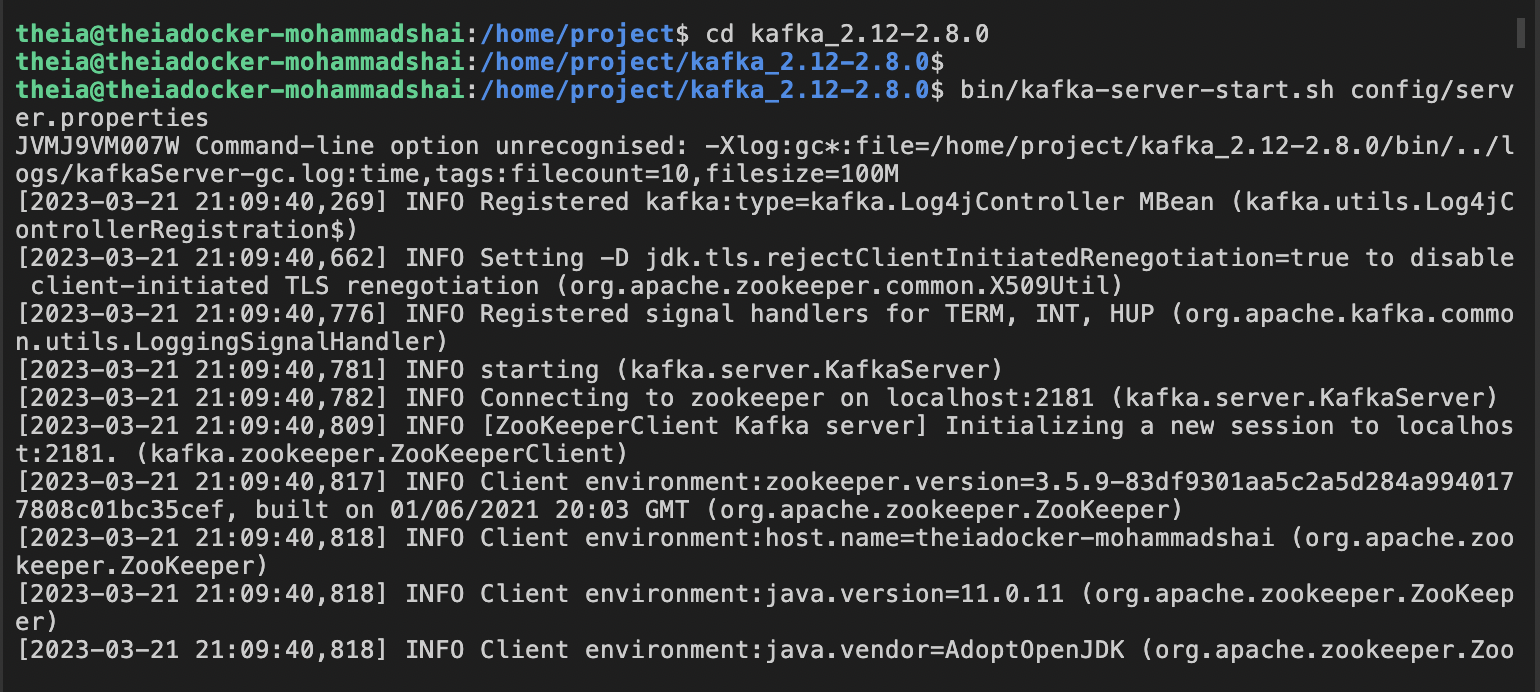 theia@theiadocker-mohammadshai:/home/project$ cd kafka_2.12-2.8.0
theia@theiadocker-mohammadshai:/home/project/kafka_2.12-2.8.0$
theia@theiadocker-mohammadshai:/home/project/kafka_2.12-2.8.0$ bin/kafka-server-start.sh config/serv
er.properties
JVMJ9VM007W Command-line option unrecognised: -Xlog:gc*:file=/home/project/kafka_2.12-2.8.0/bin/../l
ogs/kafkaServer-gc.log:time,tags:filecount=10,filesize=100M
[2023-03-21 21:09:40,269] INFO Registered kafka:type=kafka.Log4jController MBean (kafka.utils.Log4jC
ontrollerRegistration$)
[2023-03-21 21:09:40,662] INFO Setting -D jdk.tls.rejectClientInitiatedRenegotiation=true to disable
 client-initiated TLS renegotiation (org.apache.zookeeper.common.X509Util)
[2023-03-21 21:09:40,776] INFO Registered signal handlers for TERM, INT, HUP (org.apache.kafka.commo
n.utils.LoggingSignalHandler)
[2023-03-21 21:09:40,781] INFO starting (kafka.server.KafkaServer)
[2023-03-21 21:09:40,782] INFO Connecting to zookeeper on localhost:2181 (kafka.server.KafkaServer)
[2023-03-21 21:09:40,809] INFO [ZooKeeperClient Kafka server] Initializing a new session to localhos
t:2181. (kafka.zookeeper.ZooKeeperClient)
[2023-03-21 21:09:40,817] INFO Client environment:zookeeper.version=3.5.9-83df9301aa5c2a5d284a994017
7808c01bc35cef, built on 01/06/2021 20:03 GMT (org.apache.zookeeper.ZooKeeper)
[2023-03-21 21:09:40,818] INFO Client environment:host.name=theiadocker-mohammadshai (org.apache.zoo
keeper.ZooKeeper)
[2023-03-21 21:09:40,818] INFO Client environment:java.version=11.0.11 (org.apache.zookeeper.ZooKeep
er)
[2023-03-21 21:09:40,818] INFO Client environment:java.vendor=AdoptOpenJDK (org.apache.zookeeper.Zoo